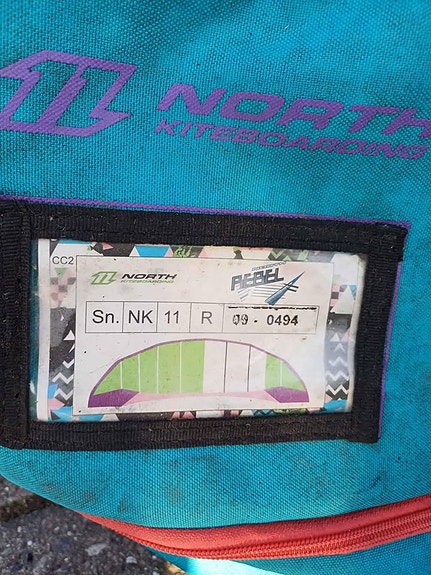 NORTH
KITEBOARDING
CC2
NORTH
KITEBOARDING
REBEL
Sn. NK 11 R 09 - 0494